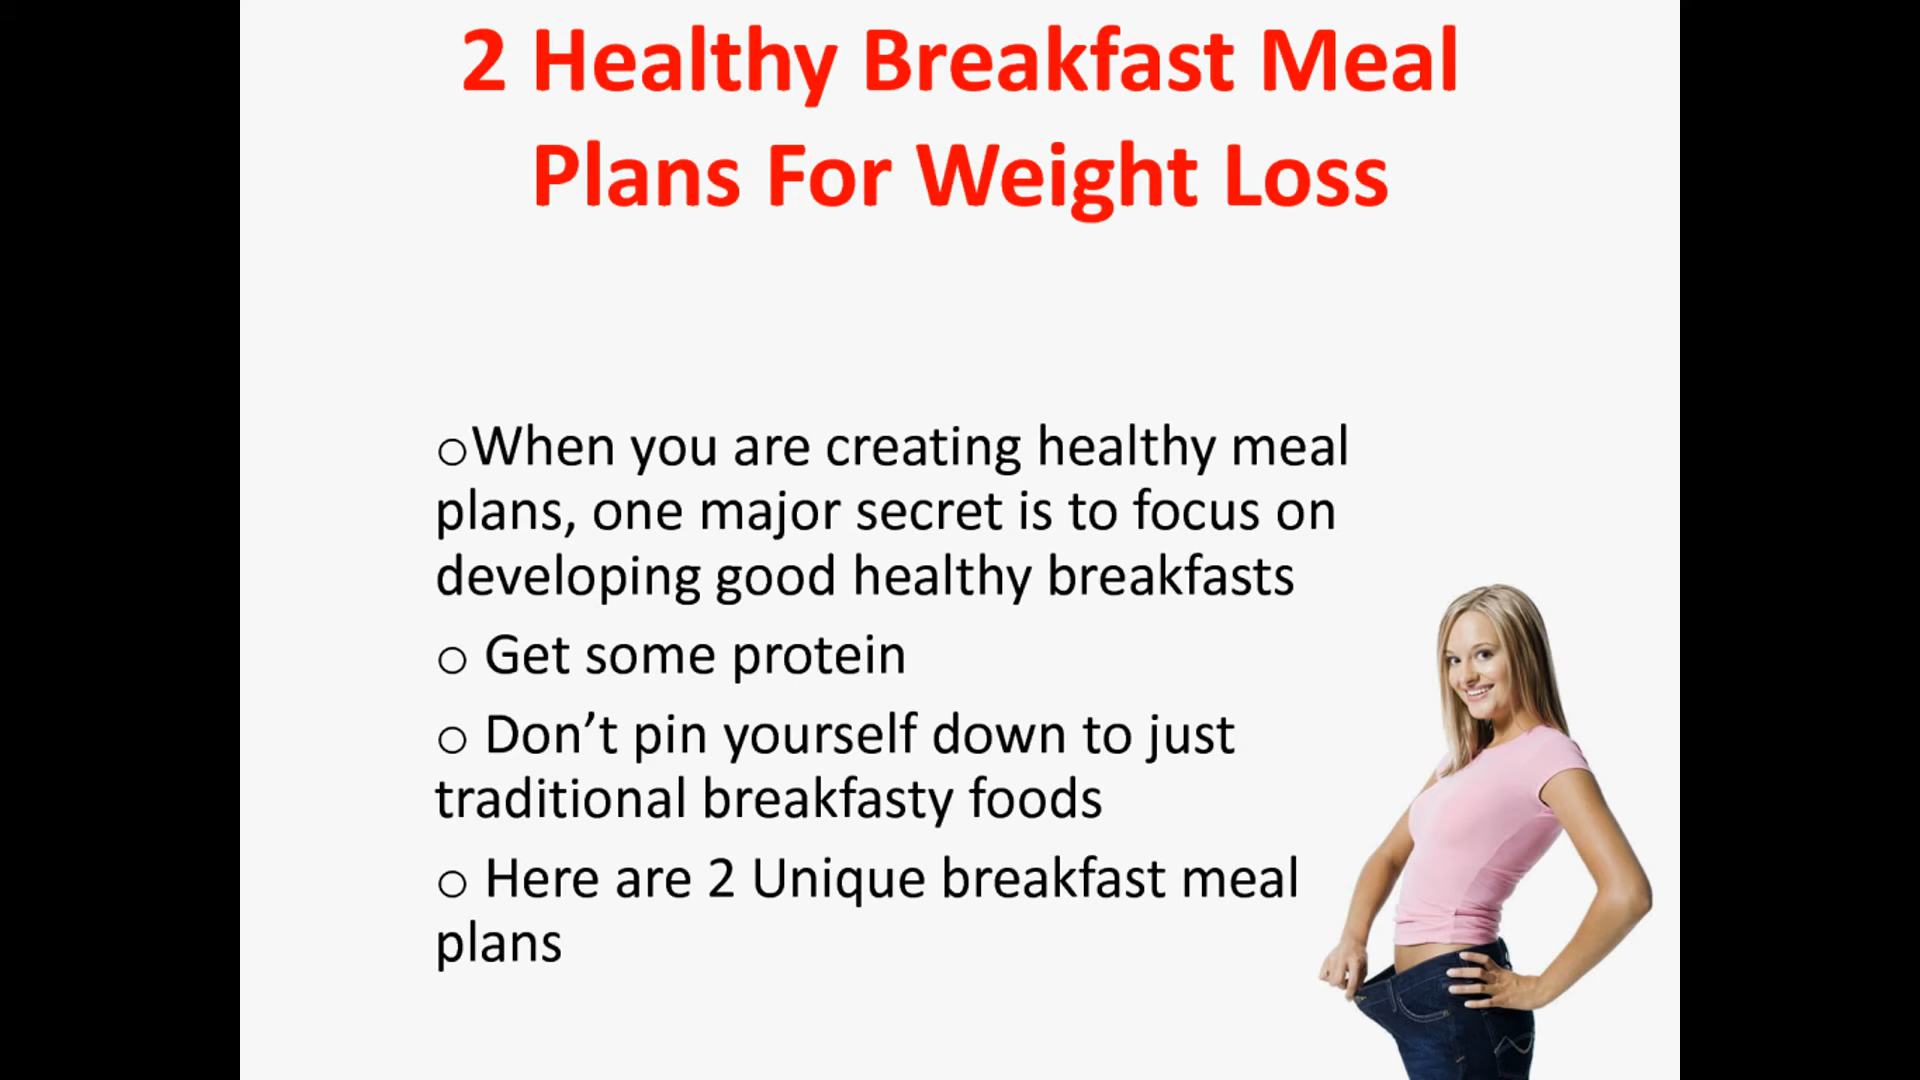 2 Healthy Breakfast Meal
Plans For Weight Loss
oWhen you are creating healthy meal
plans, one major secret is to focus on
developing good healthy breakfasts
o Get some protein
o Don’t pin yourself down to just
traditional breakfasty foods
o Here are 2 Unique breakfast meal
plans